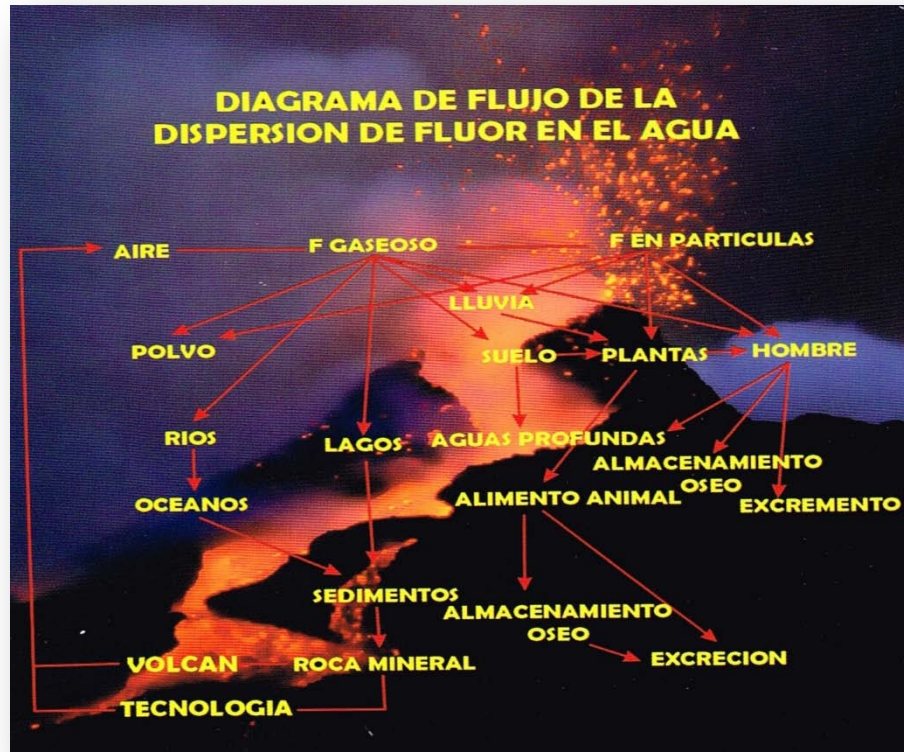 DIAGRAMA DE FLUJO DE LA
DISPERSION DE FLUOR EN EL AGUA
AIRE
F GASEOSO
F EN PARTICULAS
LLUVIA
POLVO
SUELO
PLANTAS
HOMBRE
RIOS
LAGOS
AGUAS PROFUNDAS
ALMACENAMIENTO
OSEO
OCEANOS
ALIMENTO ANIMAL
EXCREMENTO
SEDIMENTOS
ALMACENAMIENTO
OSEO
VOLCAN
ROCA MINERAL
EXCRECION
TECNOLOGIA